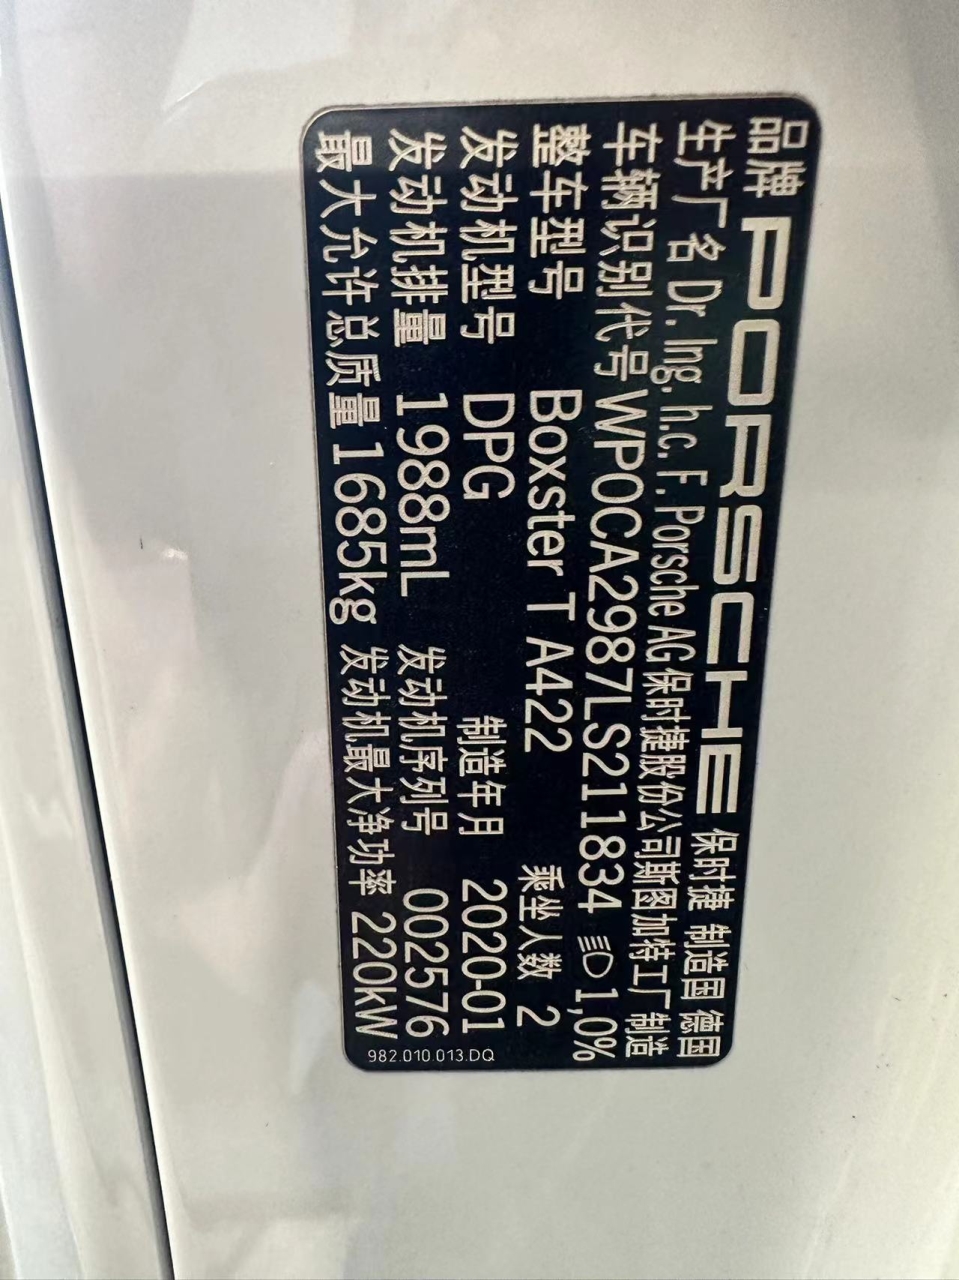 品牌 PORSCHE 保时捷 制造国 德国
生产厂名 Dr. Ing. h.c. F. Porsche AG 保时捷股份公司斯图加特工厂 制造
车辆识别代号 WP0CA2987LS211834 1,0%
整车型号 Boxster T A422 乘坐人数 2
发动机型号 DPG 制造年月 2020-01
发动机排量 1988mL 发动机序列号 002576
最大允许总质量 1685kg 发动机最大净功率 220kW
982.010.013.DQ